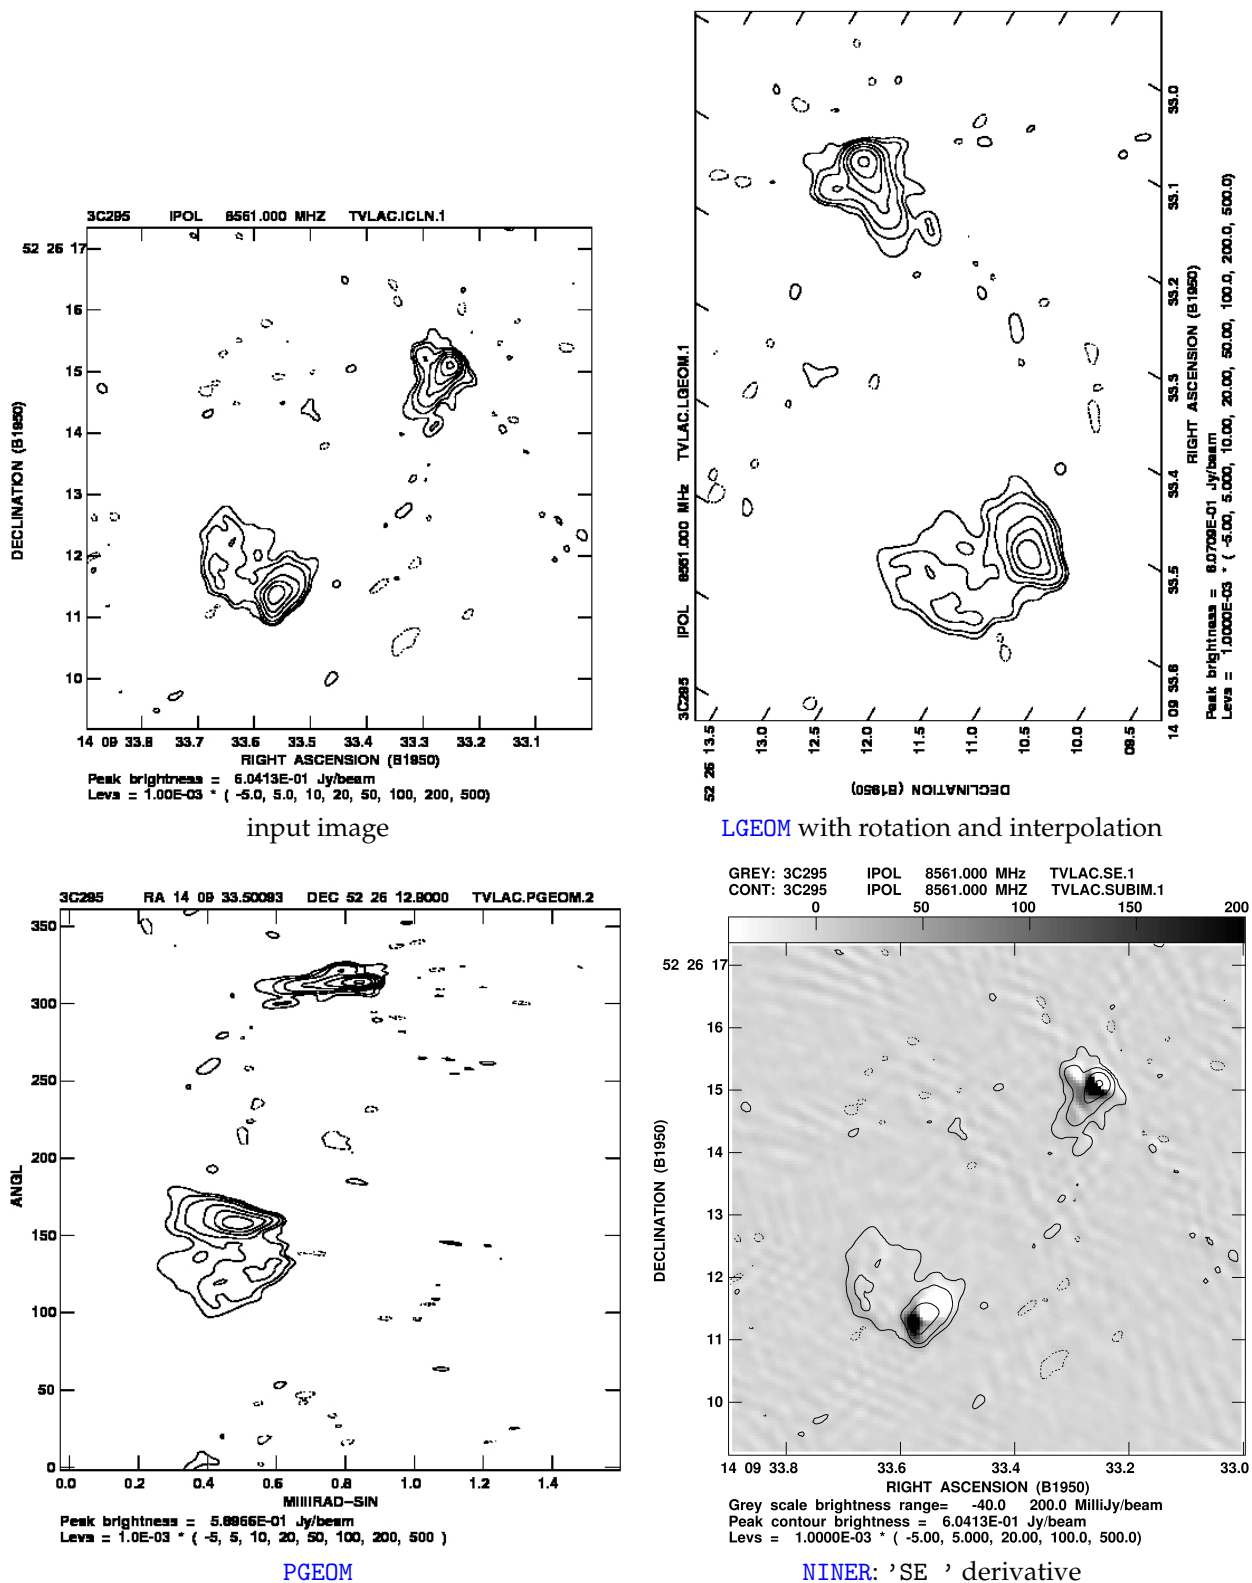 3C295 IPOL 8561.000 MHZ TVLAC.ICLN.1
52 26 17
16
15
14
13
12
11
10
DECLINATION (B1950)
14 09 33.8 33.7 33.6 33.5 33.4 33.3 33.2 33.1
RIGHT ASCENSION (B1950)
Peak brightness = 6.0413E-01 Jy/beam
Levs = 1.00E-03 * ( -5.0, 5.0, 10, 20, 50, 100, 200, 500)
input image
3C295 IPOL 8561.000 MHz TVLAC.LGEOM.1
33.0
33.1
33.2
33.3
33.4
33.5
33.6
14 09 33.6
RIGHT ASCENSION (B1950)
Peak brightness = 6.0709E-01 Jy/beam
Levs = 1.0000E-03 * ( -5.00, 5.000, 10.00, 20.00, 50.00, 100.0, 200.0, 500.0)
52 26 13.5 13.0 12.5 12.0 11.5 11.0 10.5 10.0 09.5
DECLINATION (B1950)
LGEOM with rotation and interpolation
3C295 RA 14 09 33.50093 DEC 52 26 12.9000 TVLAC.PGEOM.2
350
300
250
200
150
100
50
0
ANGL
0.0 0.2 0.4 0.6 0.8 1.0 1.2 1.4
MILLIRAD-SIN
Peak brightness = 5.8966E-01 Jy/beam
Levs = 1.0E-03 * ( -5, 5, 10, 20, 50, 100, 200, 500 )
PGEOM
GREY: 3C295 IPOL 8561.000 MHz TVLAC.SE.1
CONT: 3C295 IPOL 8561.000 MHZ TVLAC.SUBIM.1
0 50 100 150 200
52 26 17
16
15
14
13
12
11
10
DECLINATION (B1950)
14 09 33.8 33.6 33.4 33.2 33.0
RIGHT ASCENSION (B1950)
Grey scale brightness range= -40.0 200.0 MilliJy/beam
Peak contour brightness = 6.0413E-01 Jy/beam
Levs = 1.0000E-03 * ( -5.00, 5.000, 20.00, 100.0, 500.0)
NINER: 'SE ' derivative